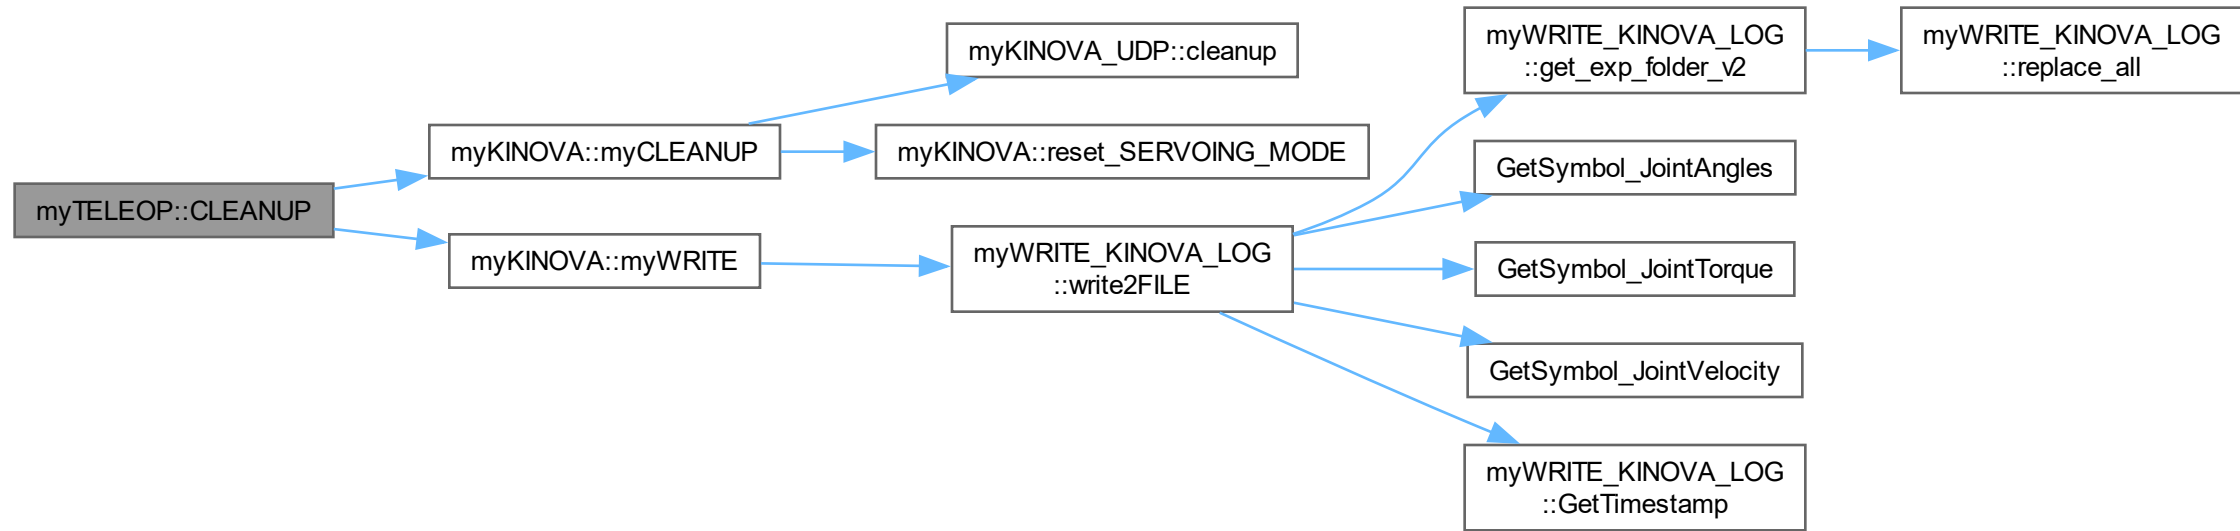 myTELEOP::CLEANUP
myKINOVA::myCLEANUP
myKINOVA::myWRITE
myKINOVA_UDP::cleanup
myKINOVA::reset_SERVOING_MODE
myWRITE_KINOVA_LOG
::write2FILE
myWRITE_KINOVA_LOG
::get_exp_folder_v2
GetSymbol_JointAngles
GetSymbol_JointTorque
GetSymbol_JointVelocity
myWRITE_KINOVA_LOG
::GetTimestamp
myWRITE_KINOVA_LOG
::replace_all